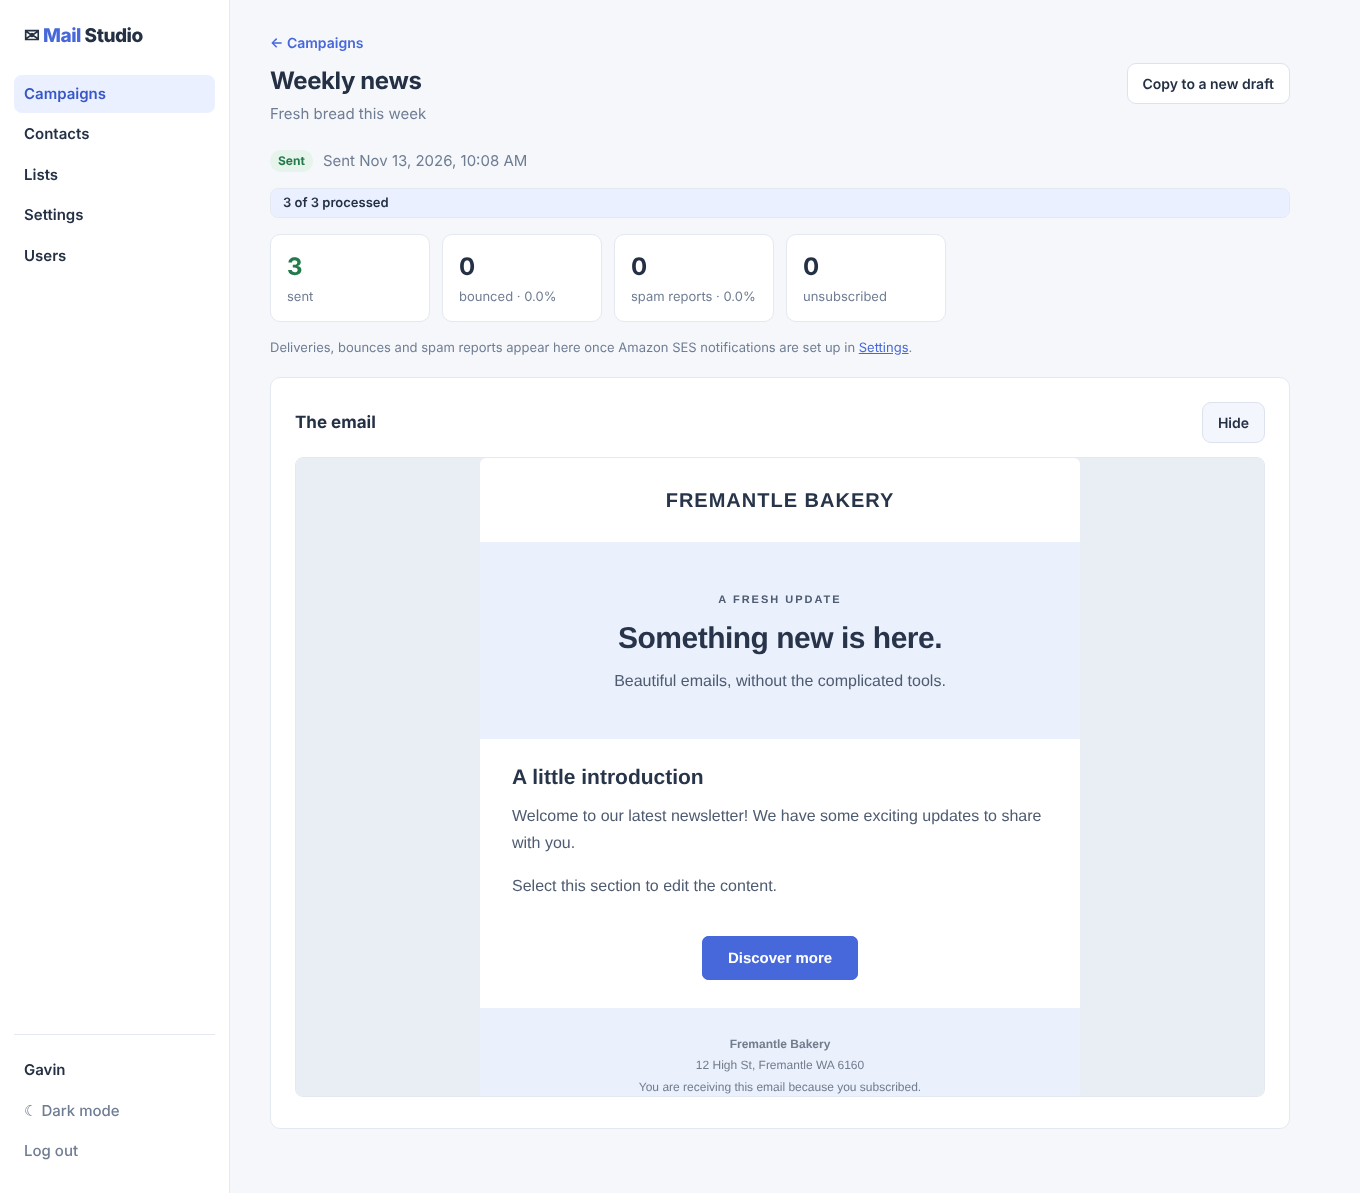 ✉ Mail Studio
Campaigns
Contacts
Lists
Settings
Users
Gavin
☾ Dark mode
Log out
← Campaigns
Weekly news
Copy to a new draft
Fresh bread this week
Sent Sent Nov 13, 2026, 10:08 AM
3 of 3 processed
3
sent
0
bounced · 0.0%
0
spam reports · 0.0%
0
unsubscribed
Deliveries, bounces and spam reports appear here once Amazon SES notifications are set up in Settings.
The email
Hide
FREMANTLE BAKERY
A FRESH UPDATE
Something new is here.
Beautiful emails, without the complicated tools.
A little introduction
Welcome to our latest newsletter! We have some exciting updates to share
with you.
Select this section to edit the content.
Discover more
Fremantle Bakery
12 High St, Fremantle WA 6160
You are receiving this email because you subscribed.